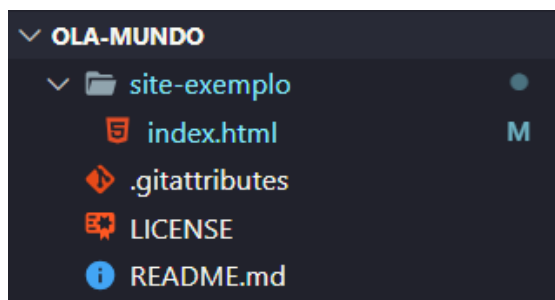 OLA-MUNDO
site-exemplo
index.html M
.gitattributes
LICENSE
README.md